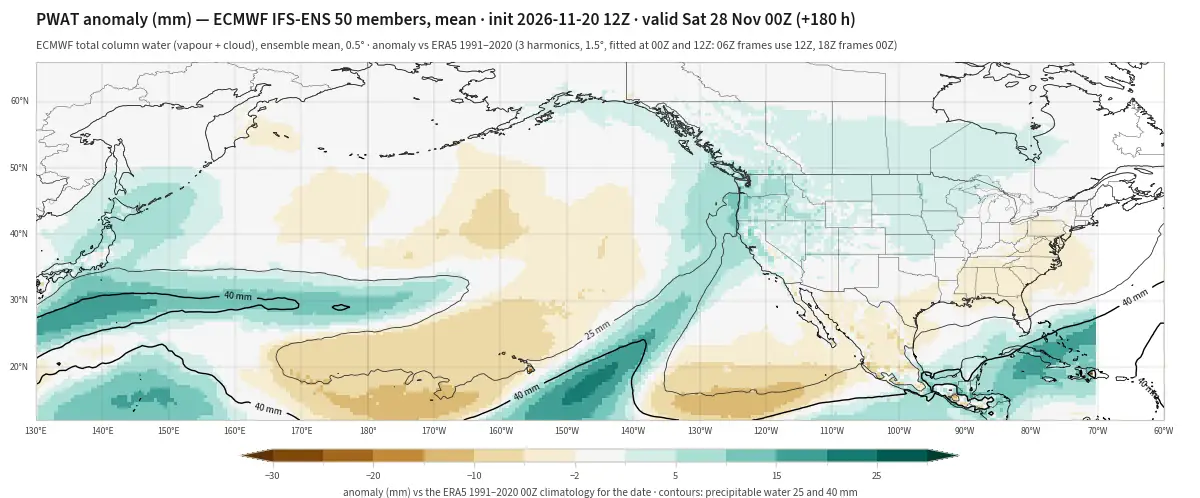 PWAT anomaly (mm) — ECMWF IFS-ENS 50 members, mean · init 2026-11-20 12Z · valid Sat 28 Nov 00Z (+180 h)
ECMWF total column water (vapour + cloud), ensemble mean, 0.5° · anomaly vs ERA5 1991–2020 (3 harmonics, 1.5°, fitted at 00Z and 12Z: 06Z frames use 12Z, 18Z frames 00Z)
60°N
50°N
40°N
30°N
20°N
40 mm
25 mm
40 mm
40 mm
40 mm
40 mm
130°E 140°E 150°E 160°E 170°E 180° 170°W 160°W 150°W 140°W 130°W 120°W 110°W 100°W 90°W 80°W 70°W 60°W
−30 −20 −10 −2 5 15 25
anomaly (mm) vs the ERA5 1991–2020 00Z climatology for the date · contours: precipitable water 25 and 40 mm